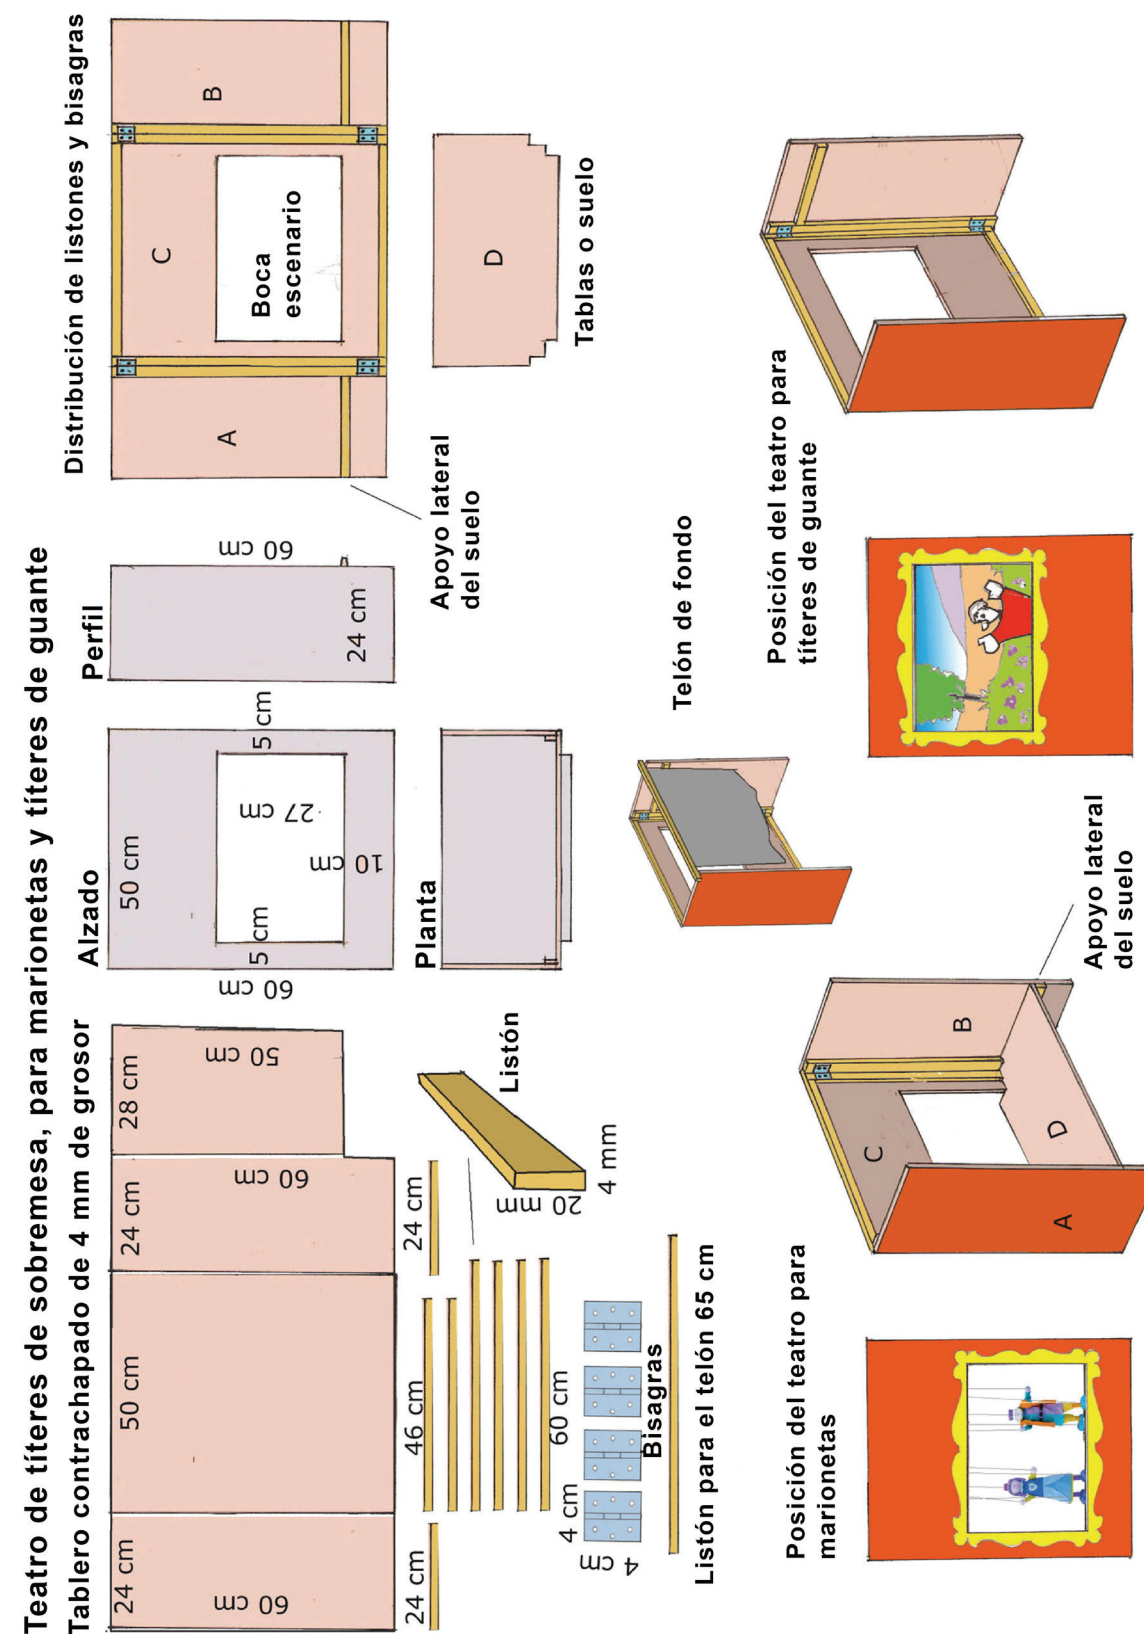 Teatro de títeres de sobremesa, para marionetas y títeres de guante
Tablero contrachapado de 4 mm de grosor
24 cm
60 cm
50 cm
24 cm
60 cm
28 cm
50 cm
24 cm
46 cm
24 cm
60 cm
4 cm
4 cm
Bisagras
Listón para el telón 65 cm
20 mm
4 mm
Listón
Alzado
50 cm
60 cm
5 cm
27 cm
10 cm
5 cm
Planta
Perfil
60 cm
24 cm
Distribución de listones y bisagras
A
C
B
Boca
escenario
Apoyo lateral
del suelo
D
Tablas o suelo
Telón de fondo
Posición del teatro para
marionetas
A
B
C
D
Apoyo lateral
del suelo
Posición del teatro para
títeres de guante